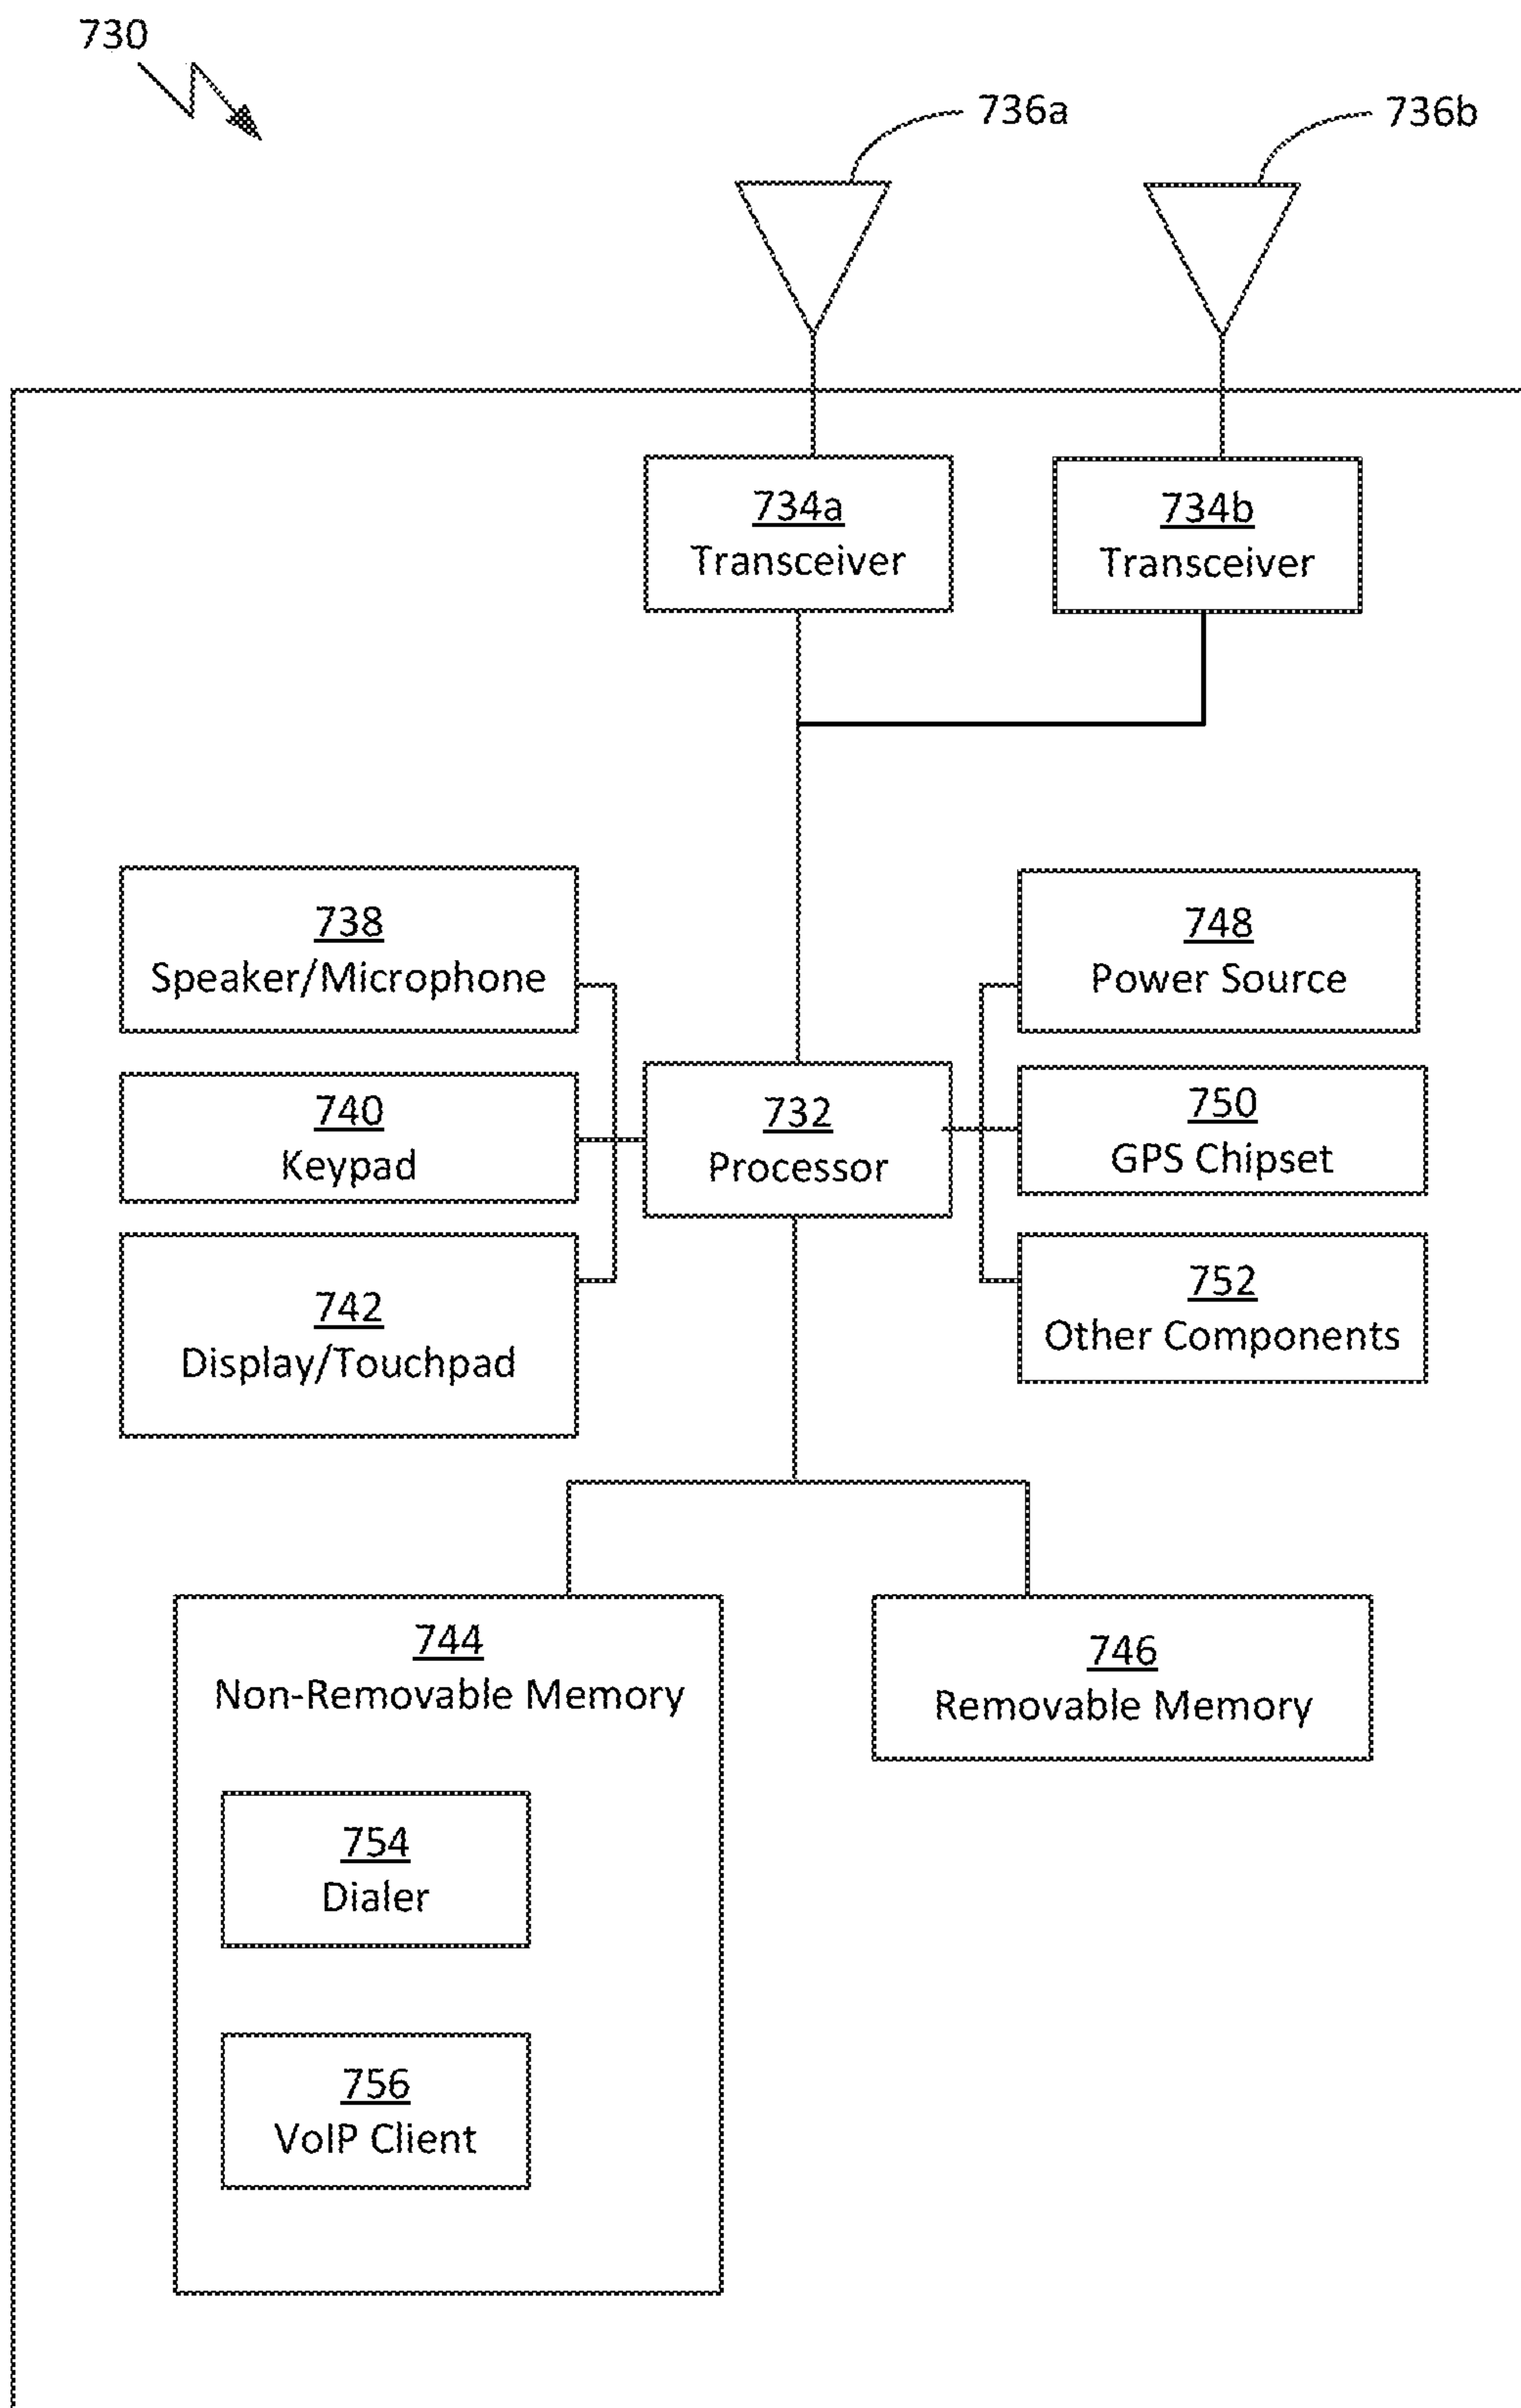 730
736a
736b
734a
Transceiver
734b
Transceiver
738
Speaker/Microphone
748
Power Source
740
Keypad
732
Processor
750
GPS Chipset
742
Display/Touchpad
752
Other Components
744
Non-Removable Memory
746
Removable Memory
754
Dialer
756
VoIP Client